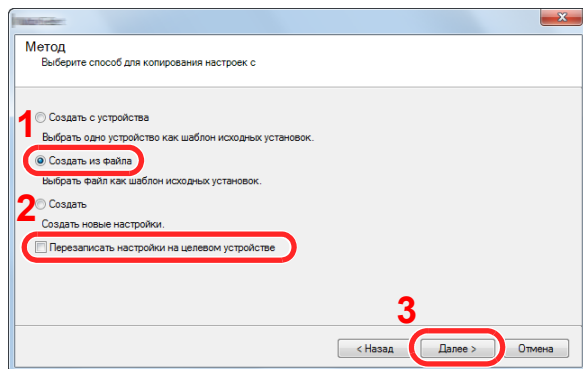 Метод
Выберите способ для копирования настроек с
1
Создать с устройства
Выбрать одно устройство как шаблон исходных установок.
Создать из файла
Выбрать файл как шаблон исходных установок.
2
Создать
Создать новые настройки.
Перезаписать настройки на целевом устройстве
3
< Назад
Далее >
Отмена